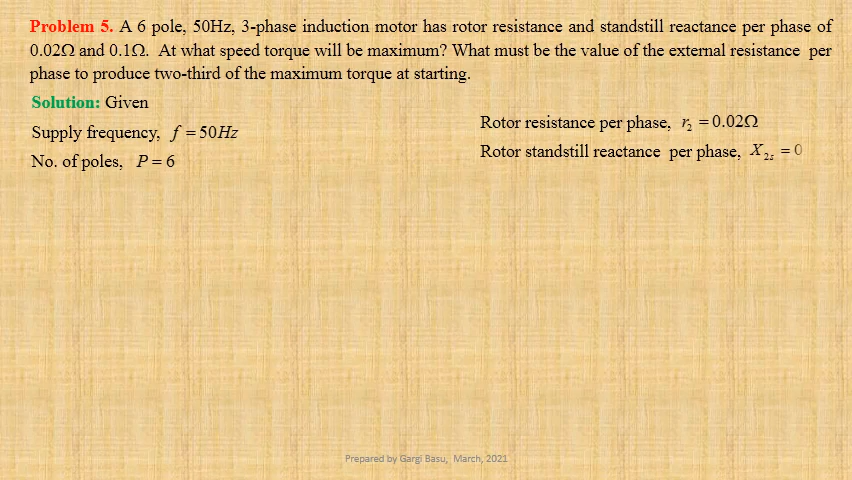 Problem 5. A 6 pole, 50Hz, 3-phase induction motor has rotor resistance and standstill reactance per phase of
0.02Ω and 0.1Ω. At what speed torque will be maximum? What must be the value of the external resistance per
phase to produce two-third of the maximum torque at starting.
Solution: Given
Supply frequency, f = 50Hz
No. of poles, P = 6
Rotor resistance per phase, r₂ = 0.02Ω
Rotor standstill reactance per phase, X₂ₛ = 0
Prepared by Gargi Basu, March, 2021